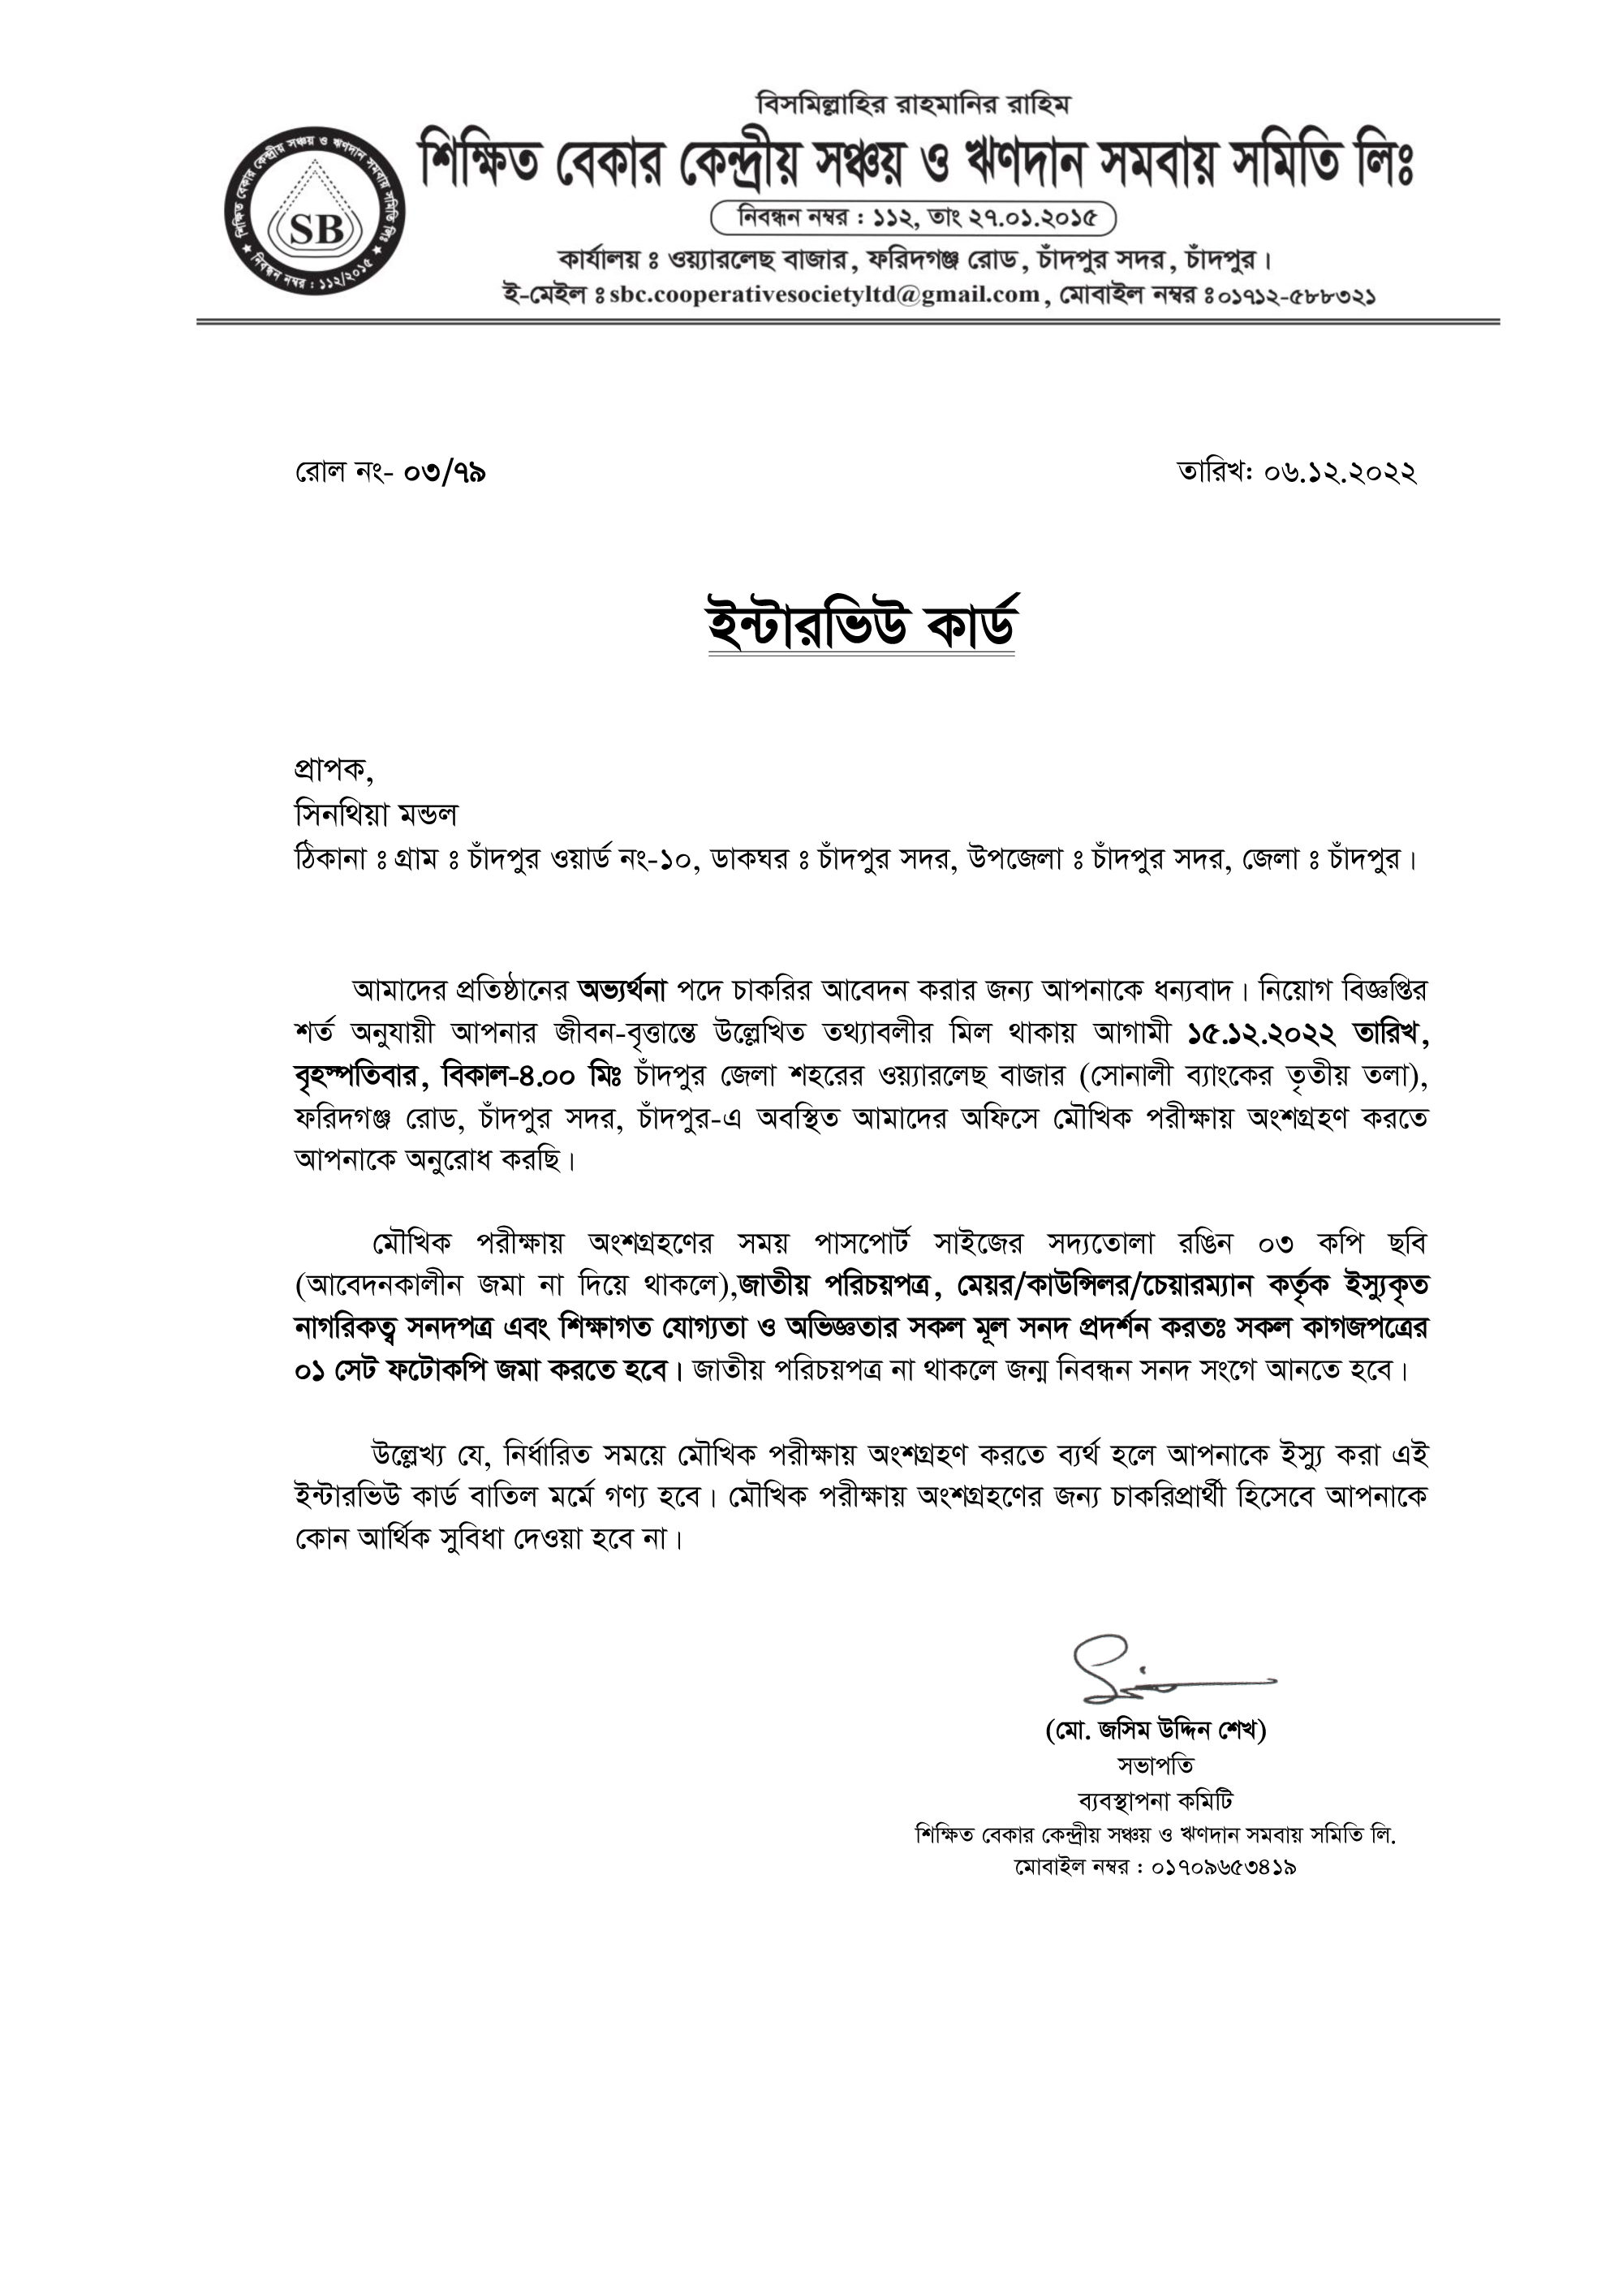 বিসমিল্লাহির রাহমানির রাহিম
শিক্ষিত বেকার কেন্দ্রীয় সঞ্চয় ও ঋণদান সমবায় সমিতি লিঃ
নিবন্ধন নম্বর : ১১২, তাং ২৭.০১.২০১৫
কার্যালয় ঃ ওয়্যারলেছ বাজার, ফরিদগঞ্জ রোড, চাঁদপুর সদর, চাঁদপুর।
ই-মেইল ঃ sbc.cooperativesocietyltd@gmail.com, মোবাইল নম্বর ঃ ০১৭১২-৫৮৮৩২১
শিক্ষিত বেকার কেন্দ্রীয় সঞ্চয় ও ঋণদান সমবায় সমিতি লিঃ
SB
★ নিবন্ধন নম্বর : ১১২/২০১৫ ★
রোল নং- ০৩/৭৯ তারিখ: ০৬.১২.২০২২
ইন্টারভিউ কার্ড
প্রাপক,
সিনথিয়া মন্ডল
ঠিকানা ঃ গ্রাম ঃ চাঁদপুর ওয়ার্ড নং-১০, ডাকঘর ঃ চাঁদপুর সদর, উপজেলা ঃ চাঁদপুর সদর, জেলা ঃ চাঁদপুর।
আমাদের প্রতিষ্ঠানের অভ্যর্থনা পদে চাকরির আবেদন করার জন্য আপনাকে ধন্যবাদ। নিয়োগ বিজ্ঞপ্তির
শর্ত অনুযায়ী আপনার জীবন-বৃত্তান্তে উল্লেখিত তথ্যাবলীর মিল থাকায় আগামী ১৫.১২.২০২২ তারিখ,
বৃহস্পতিবার, বিকাল-৪.০০ মিঃ চাঁদপুর জেলা শহরের ওয়্যারলেছ বাজার (সোনালী ব্যাংকের তৃতীয় তলা),
ফরিদগঞ্জ রোড, চাঁদপুর সদর, চাঁদপুর-এ অবস্থিত আমাদের অফিসে মৌখিক পরীক্ষায় অংশগ্রহণ করতে
আপনাকে অনুরোধ করছি।
মৌখিক পরীক্ষায় অংশগ্রহণের সময় পাসপোর্ট সাইজের সদ্যতোলা রঙিন ০৩ কপি ছবি
(আবেদনকালীন জমা না দিয়ে থাকলে),জাতীয় পরিচয়পত্র, মেয়র/কাউন্সিলর/চেয়ারম্যান কর্তৃক ইস্যুকৃত
নাগরিকত্ব সনদপত্র এবং শিক্ষাগত যোগ্যতা ও অভিজ্ঞতার সকল মূল সনদ প্রদর্শন করতঃ সকল কাগজপত্রের
০১ সেট ফটোকপি জমা করতে হবে। জাতীয় পরিচয়পত্র না থাকলে জন্ম নিবন্ধন সনদ সংগে আনতে হবে।
উল্লেখ্য যে, নির্ধারিত সময়ে মৌখিক পরীক্ষায় অংশগ্রহণ করতে ব্যর্থ হলে আপনাকে ইস্যু করা এই
ইন্টারভিউ কার্ড বাতিল মর্মে গণ্য হবে। মৌখিক পরীক্ষায় অংশগ্রহণের জন্য চাকরিপ্রার্থী হিসেবে আপনাকে
কোন আর্থিক সুবিধা দেওয়া হবে না।
(মো. জসিম উদ্দিন শেখ)
সভাপতি
ব্যবস্থাপনা কমিটি
শিক্ষিত বেকার কেন্দ্রীয় সঞ্চয় ও ঋণদান সমবায় সমিতি লি.
মোবাইল নম্বর : ০১৭০৯৬৫৩৪১৯